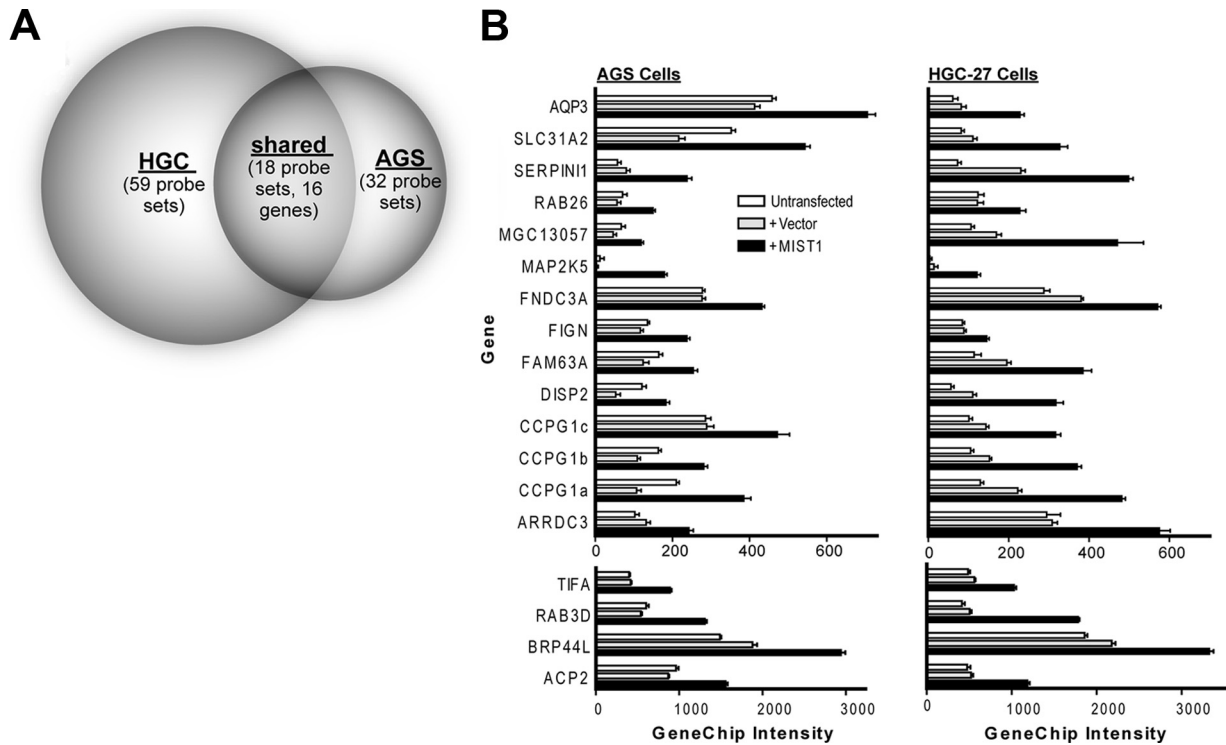 A
HGC
(59 probe
sets)
shared
(18 probe
sets, 16
genes)
AGS
(32 probe
sets)
B
AGS Cells
HGC-27 Cells
Gene
AQP3
SLC31A2
SERPINI1
RAB26
MGC13057
MAP2K5
FNDC3A
FIGN
FAM63A
DISP2
CCPG1c
CCPG1b
CCPG1a
ARRDC3
Untransfected
+Vector
+MIST1
0 200 400 600
0 200 400 600
TIFA
RAB3D
BRP44L
ACP2
0 1000 2000 3000
0 1000 2000 3000
GeneChip Intensity
GeneChip Intensity